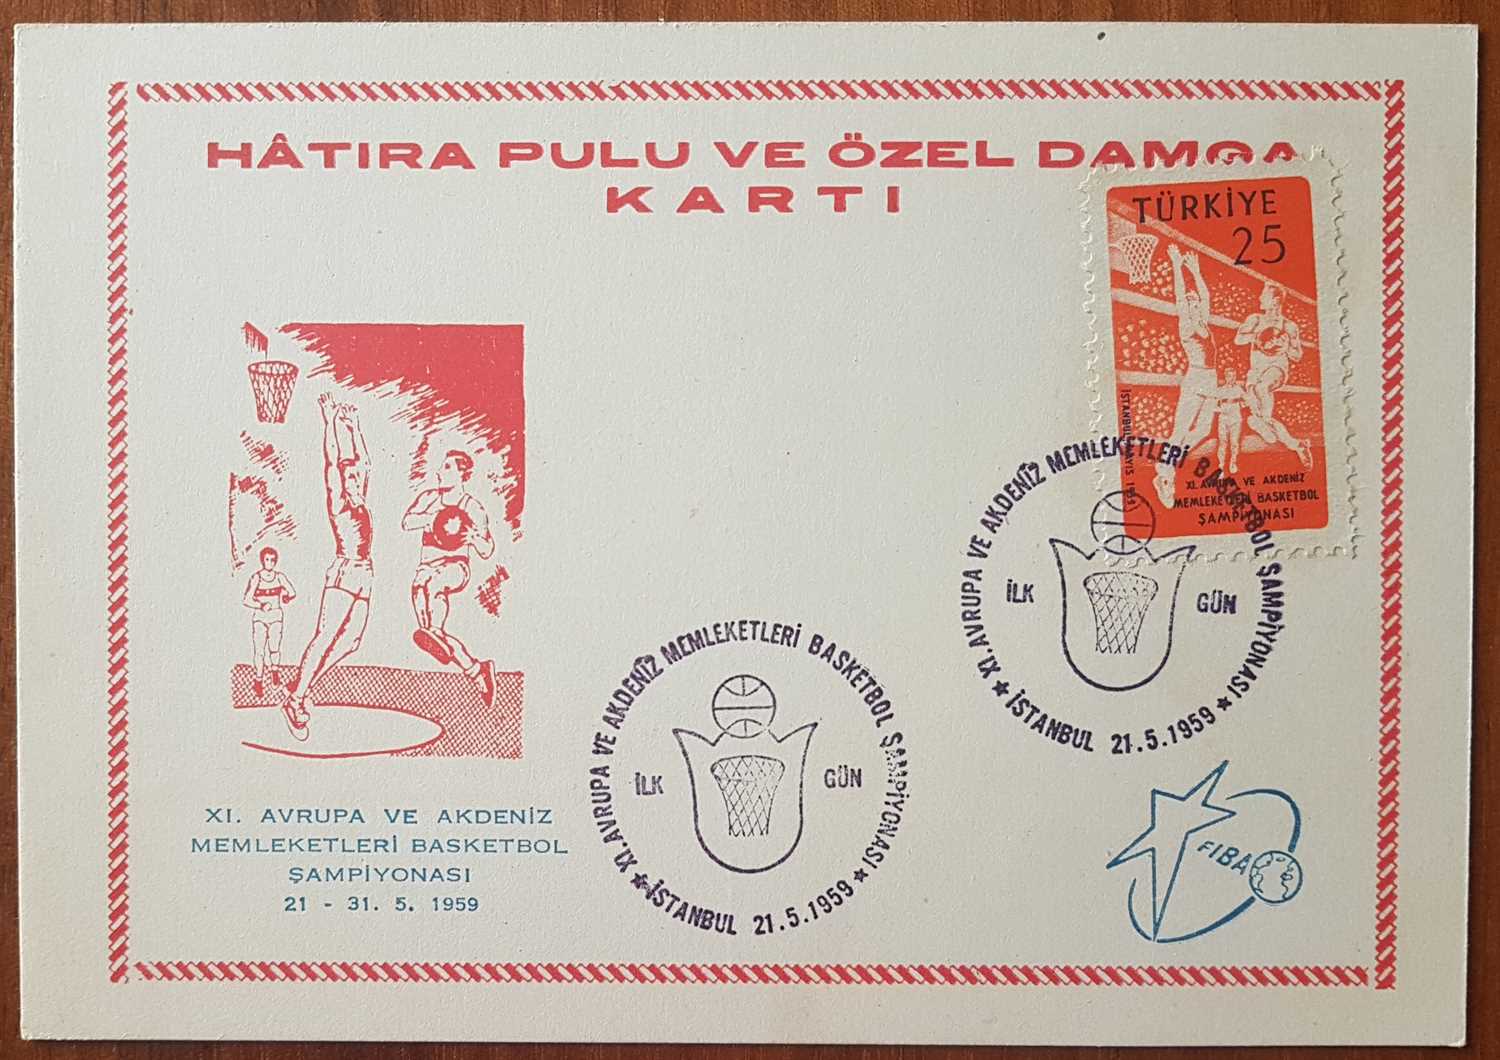 HÂTIRA PULU VE ÖZEL DAMGA
KARTI
TÜRKİYE
25
İSTANBUL MAYIS 1959
XI. AVRUPA VE AKDENİZ
MEMLEKETLERİ BASKETBOL
ŞAMPİYONASI
XI. AVRUPA VE AKDENİZ MEMLEKETLERİ BASKETBOL ŞAMPİYONASI
İLK GÜN
İSTANBUL 21.5.1959
XI. AVRUPA VE AKDENİZ MEMLEKETLERİ BASKETBOL ŞAMPİYONASI
İLK GÜN
İSTANBUL 21.5.1959
XI. AVRUPA VE AKDENİZ
MEMLEKETLERİ BASKETBOL
ŞAMPİYONASI
21 - 31. 5. 1959
FIBA